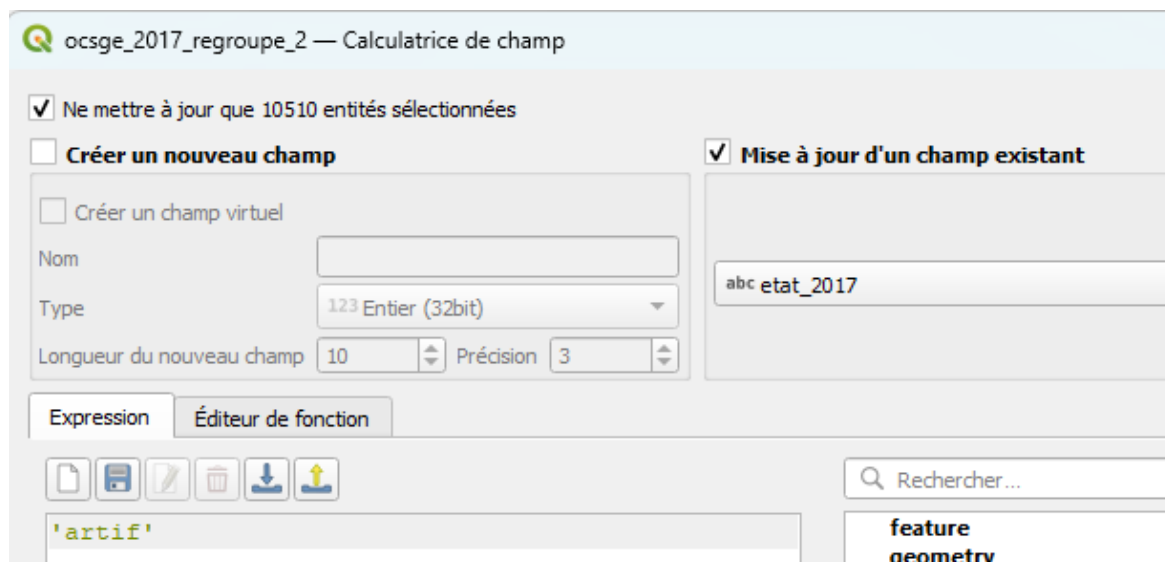 ocsge_2017_regroupe_2 — Calculatrice de champ
Ne mettre à jour que 10510 entités sélectionnées
Créer un nouveau champ
Mise à jour d'un champ existant
Créer un champ virtuel
Nom
abc etat_2017
Type 123 Entier (32bit)
Longueur du nouveau champ 10 Précision 3
Expression Éditeur de fonction
Rechercher...
'artif'
feature
geometry